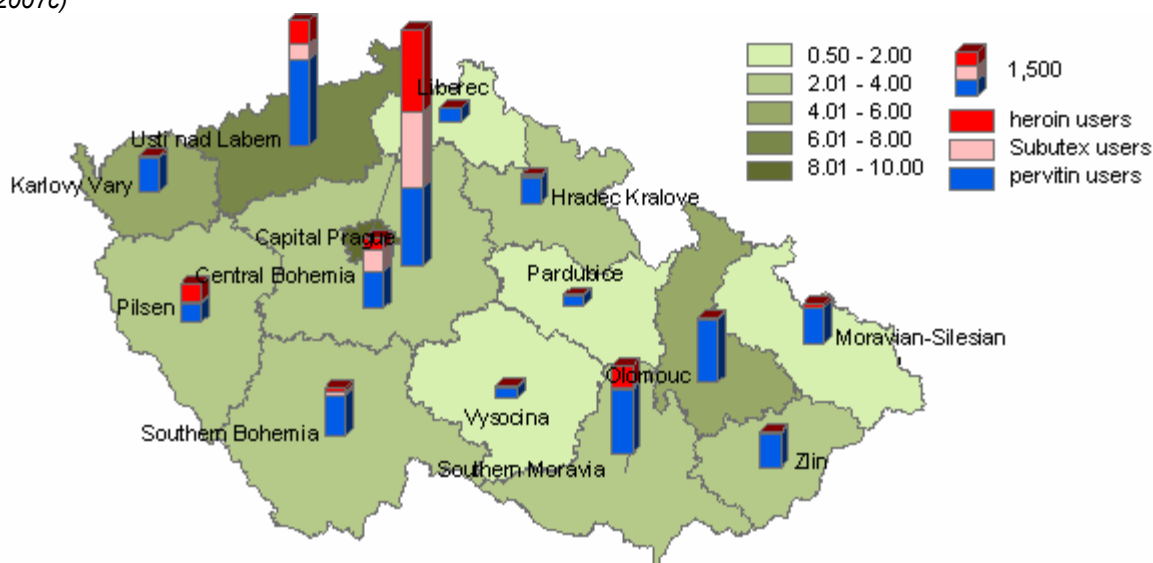 2007c)
0.50 - 2.00
2.01 - 4.00
4.01 - 6.00
6.01 - 8.00
8.01 - 10.00
1,500
heroin users
Subutex users
pervitin users
Liberec
Usti nad Labem
Karlovy Vary
Hradec Kralove
Capital Prague
Central Bohemia
Pardubice
Pilsen
Moravian-Silesian
Olomouc
Vysocina
Southern Bohemia
Southern Moravia
Zlin